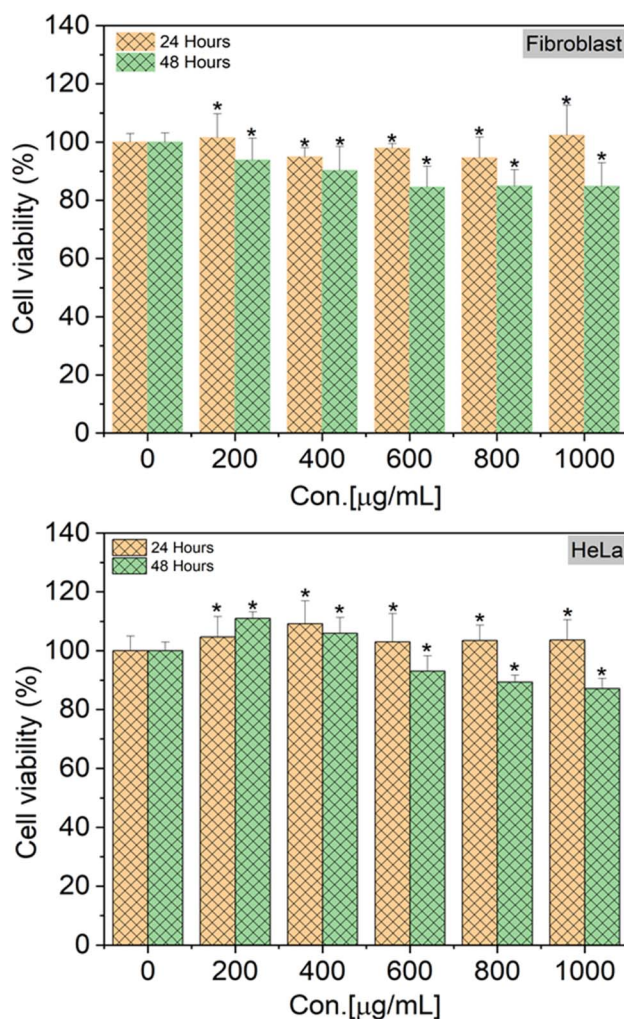 140
120
100
80
60
40
20
0
Cell viability (%)
24 Hours
48 Hours
Fibroblast
* * * * * * * * * *
0 200 400 600 800 1000
Con.[μg/mL]
140
120
100
80
60
40
20
0
Cell viability (%)
24 Hours
48 Hours
HeLa
* * * * * * * * * *
0 200 400 600 800 1000
Con.[μg/mL]